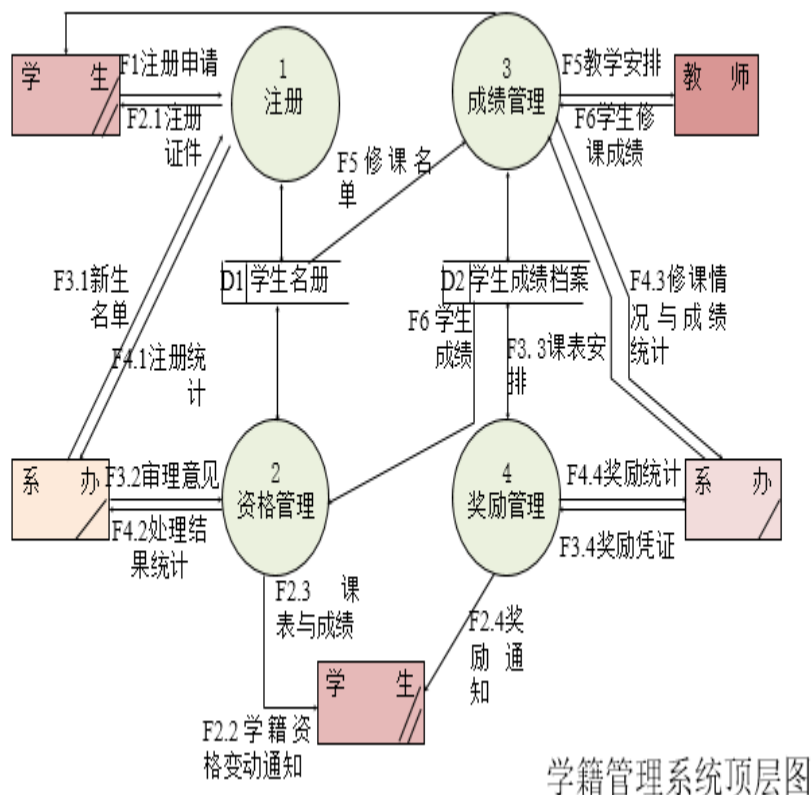 学 生
F1注册申请
1
注册
3
成绩管理
F5教学安排
教 师
F2.1注册
证件
F6学生修
课成绩
F5修课名
单
F3.1新生
名单
D1 学生名册
D2 学生成绩档案
F4.3修课情
况与成绩
统计
F6学生
成绩
F3.3课表安
排
F4.1注册统
计
系 办
F3.2审理意见
2
资格管理
4
奖励管理
F4.4奖励统计
系 办
F4.2处理结
果统计
F3.4奖励凭证
F2.3 课
表与成绩
F2.4奖
励通
知
学 生
F2.2学籍资
格变动通知
学籍管理系统顶层图